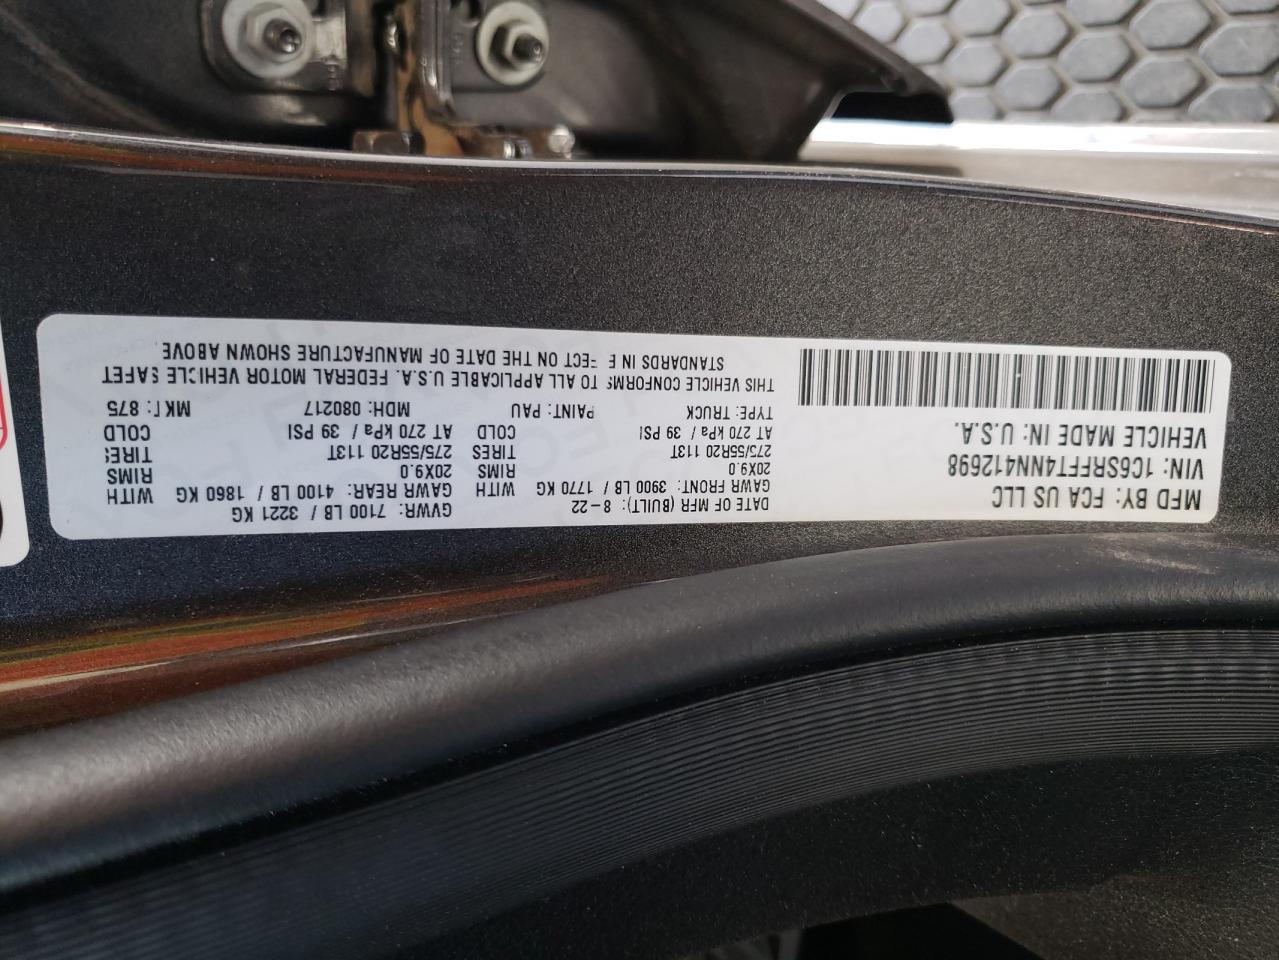 MFD BY: FCA US LLC
VIN: 1C6SRFFT4NN412698
VEHICLE MADE IN: U.S.A.
DATE OF MFR (BUILT): 8-22 GVWR: 7100 LB / 3221 KG
GAWR FRONT: 3900 LB / 1770 KG WITH GAWR REAR: 4100 LB / 1860 KG WITH
20X9.0 RIMS 20X9.0 RIMS
275/55R20 113T TIRES 275/55R20 113T TIRES
AT 270 kPa / 39 PSI COLD AT 270 kPa / 39 PSI COLD
TYPE: TRUCK PAINT: PAU MDH: 080217 MKT: 875
THIS VEHICLE CONFORMS TO ALL APPLICABLE U.S.A. FEDERAL MOTOR VEHICLE SAFET
STANDARDS IN EFFECT ON THE DATE OF MANUFACTURE SHOWN ABOVE.